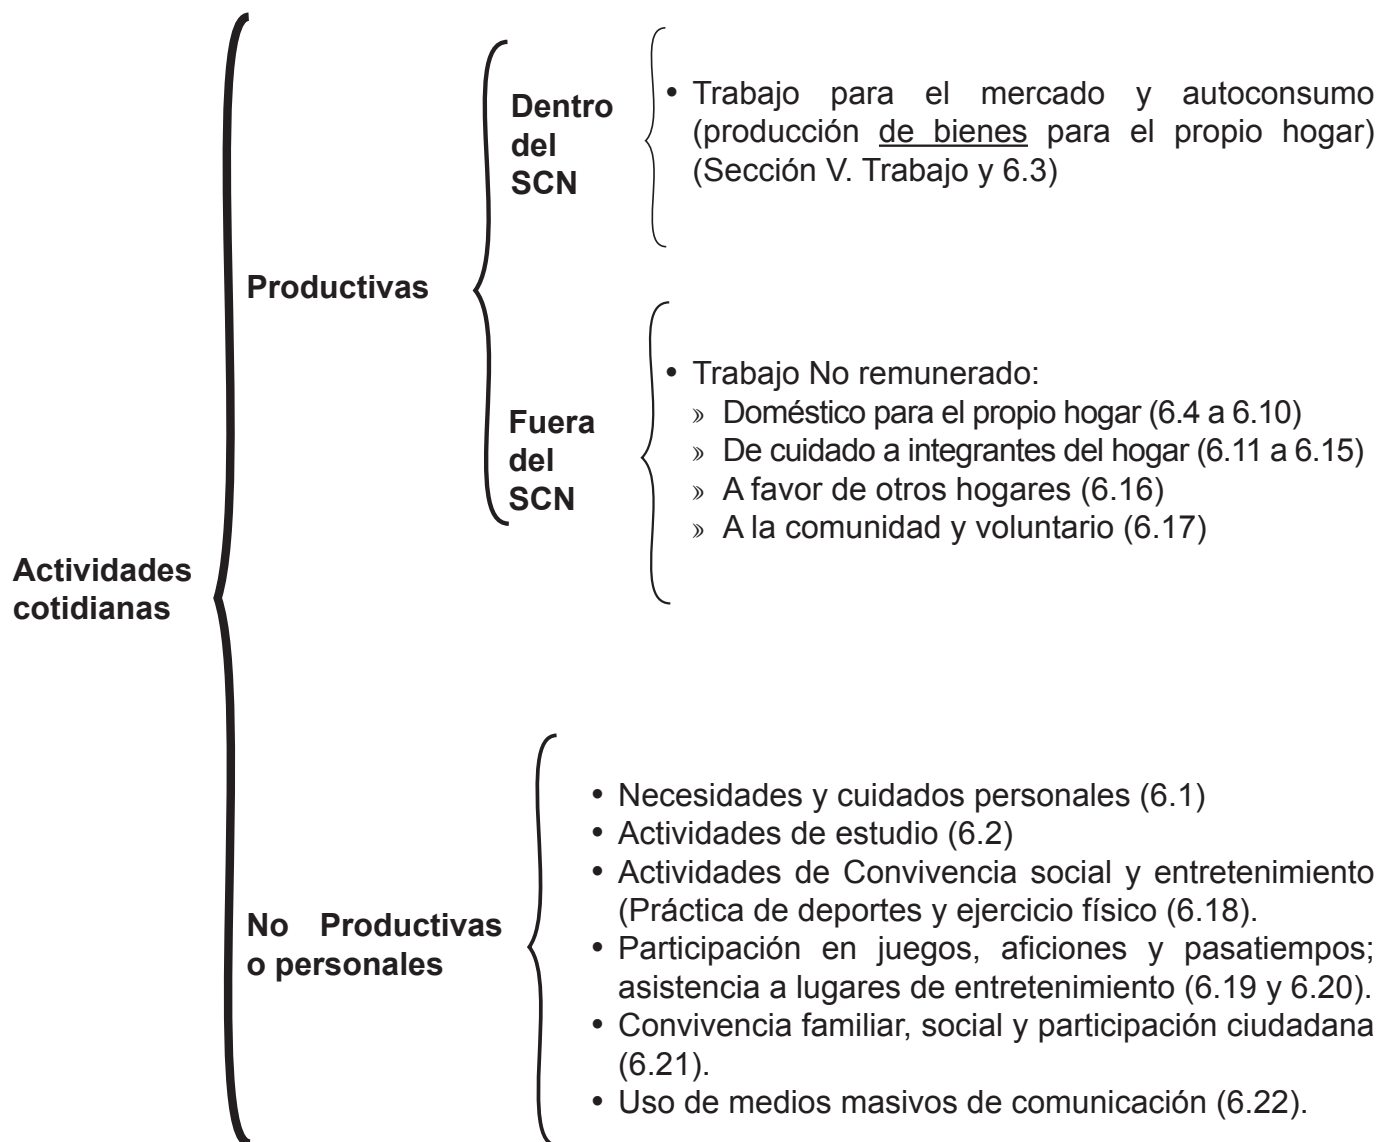 Dentro
del
SCN
• Trabajo para el mercado y autoconsumo
(producción de bienes para el propio hogar)
(Sección V. Trabajo y 6.3)
Productivas
Fuera
del
SCN
• Trabajo No remunerado:
» Doméstico para el propio hogar (6.4 a 6.10)
» De cuidado a integrantes del hogar (6.11 a 6.15)
» A favor de otros hogares (6.16)
» A la comunidad y voluntario (6.17)
Actividades
cotidianas
No Productivas
o personales
• Necesidades y cuidados personales (6.1)
• Actividades de estudio (6.2)
• Actividades de Convivencia social y entretenimiento
(Práctica de deportes y ejercicio físico (6.18).
• Participación en juegos, aficiones y pasatiempos;
asistencia a lugares de entretenimiento (6.19 y 6.20).
• Convivencia familiar, social y participación ciudadana
(6.21).
• Uso de medios masivos de comunicación (6.22).